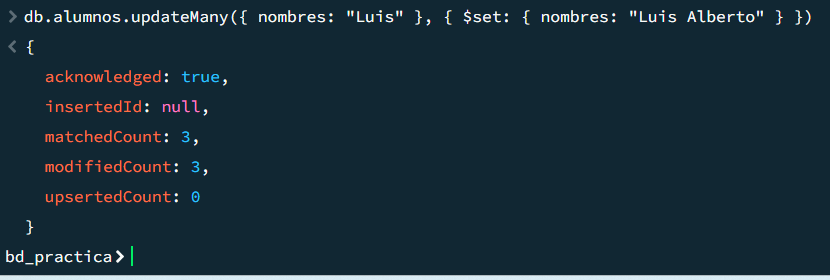 > db.alumnos.updateMany({ nombres: "Luis" }, { $set: { nombres: "Luis Alberto" } })
< {
acknowledged: true,
insertedId: null,
matchedCount: 3,
modifiedCount: 3,
upsertedCount: 0
}
bd_practica>